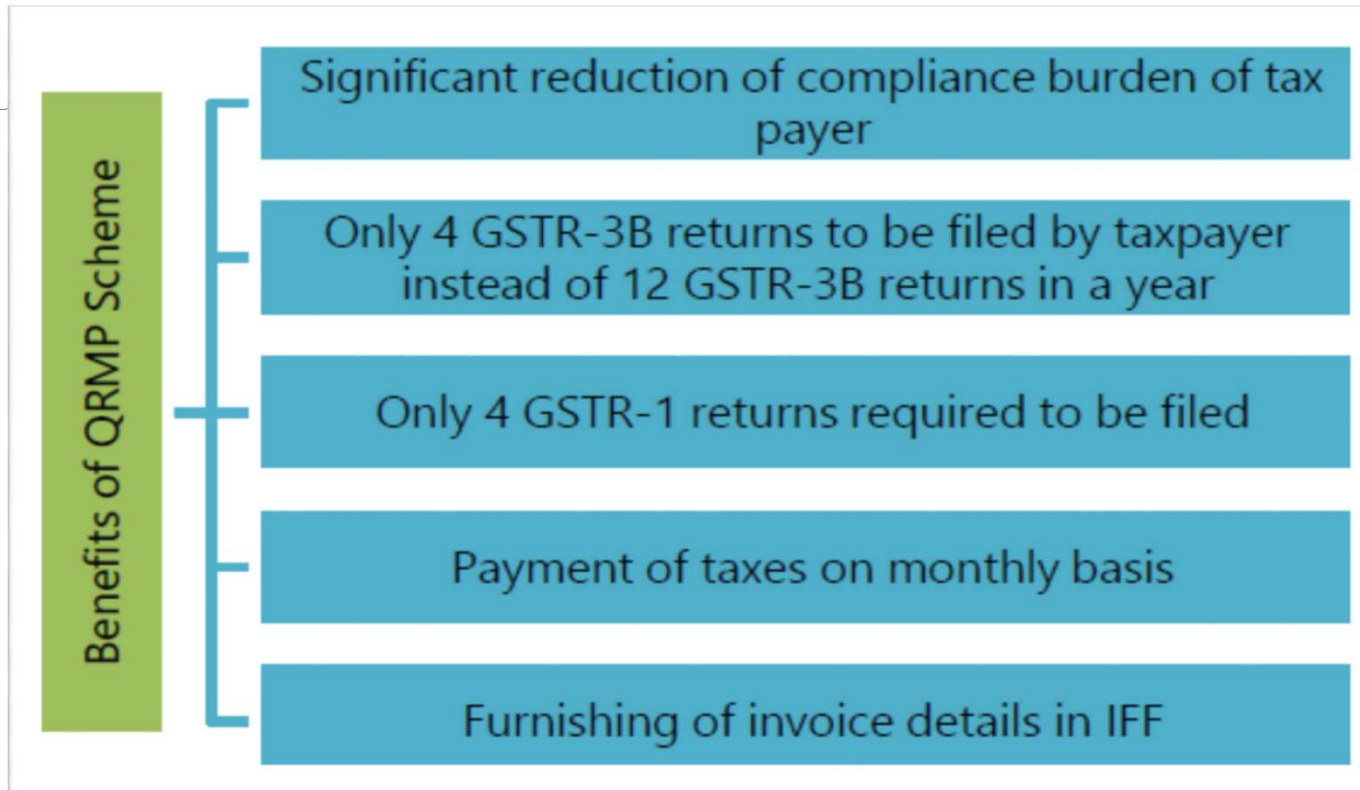 Benefits of QRMP Scheme
Significant reduction of compliance burden of tax
payer
Only 4 GSTR-3B returns to be filed by taxpayer
instead of 12 GSTR-3B returns in a year
Only 4 GSTR-1 returns required to be filed
Payment of taxes on monthly basis
Furnishing of invoice details in IFF